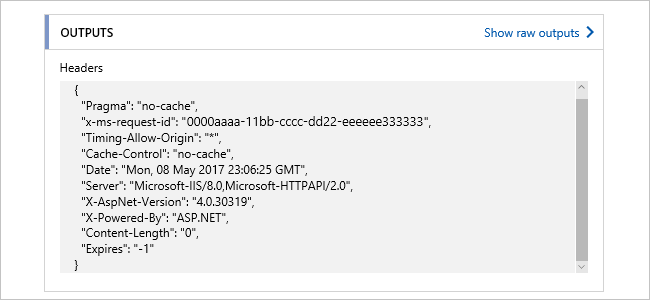 OUTPUTS
Show raw outputs
Headers
{
"Pragma": "no-cache",
"x-ms-request-id": "0000aaaa-11bb-cccc-dd22-eeeeee333333",
"Timing-Allow-Origin": "*",
"Cache-Control": "no-cache",
"Date": "Mon, 08 May 2017 23:06:25 GMT",
"Server": "Microsoft-IIS/8.0,Microsoft-HTTPAPI/2.0",
"X-AspNet-Version": "4.0.30319",
"X-Powered-By": "ASP.NET",
"Content-Length": "0",
"Expires": "-1"
}